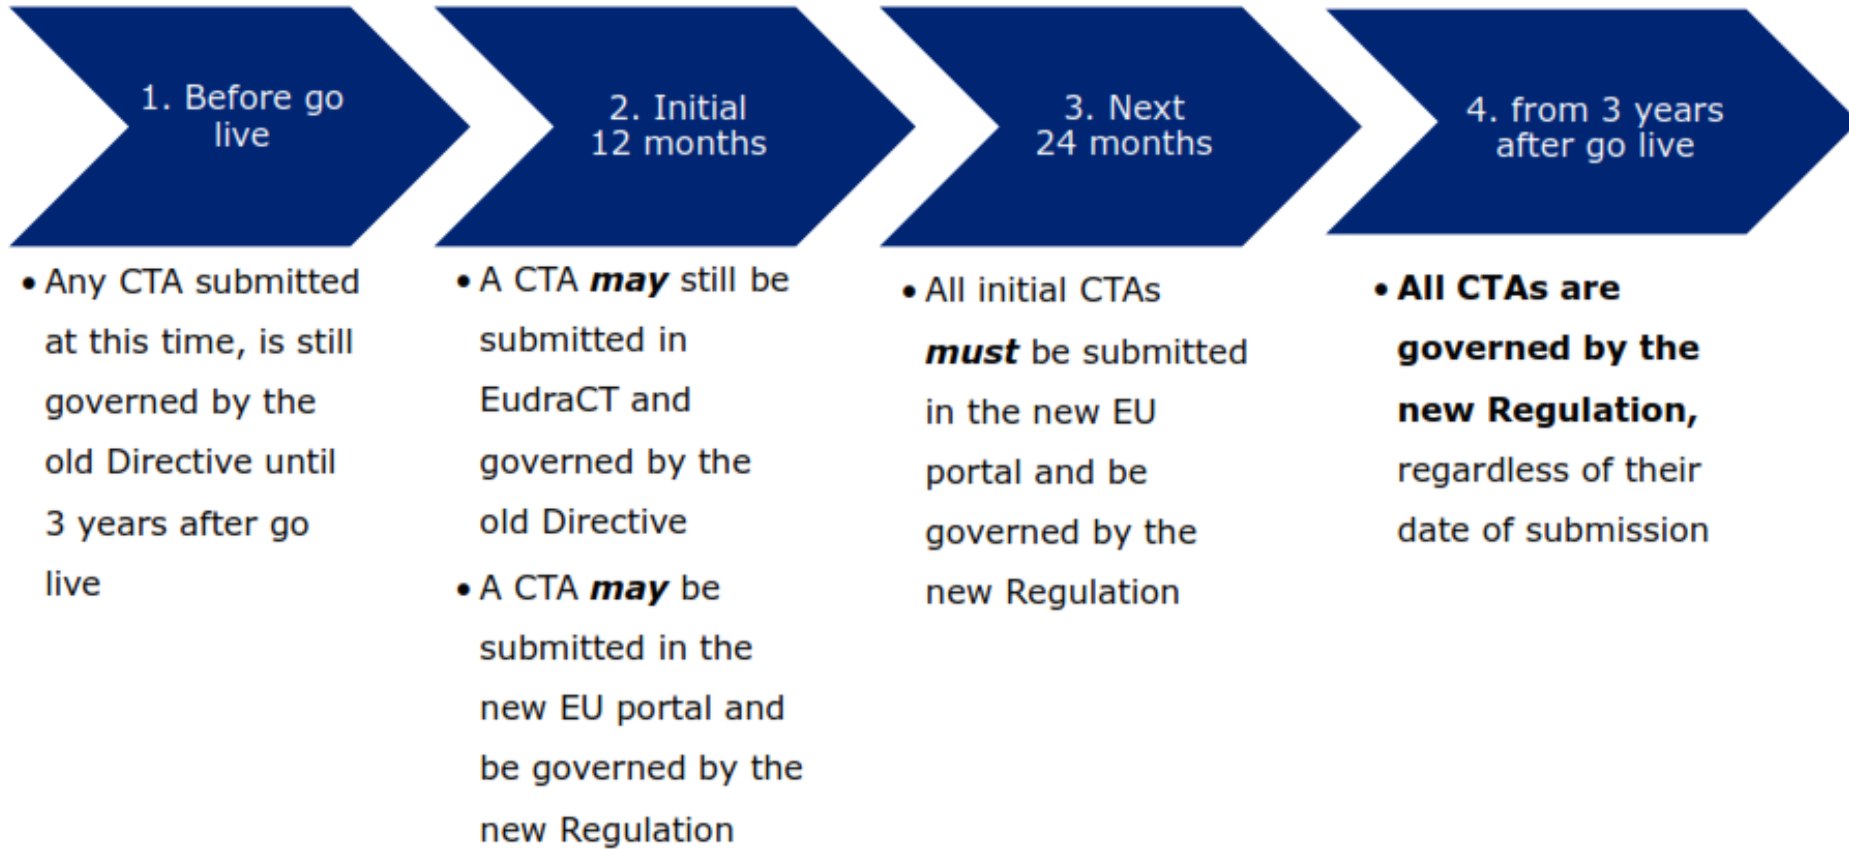 1. Before go
live
2. Initial
12 months
3. Next
24 months
4. from 3 years
after go live
• Any CTA submitted
at this time, is still
governed by the
old Directive until
3 years after go
live
• A CTA may still be
submitted in
EudraCT and
governed by the
old Directive
• A CTA may be
submitted in the
new EU portal and
be governed by the
new Regulation
• All initial CTAs
must be submitted
in the new EU
portal and be
governed by the
new Regulation
• All CTAs are
governed by the
new Regulation,
regardless of their
date of submission